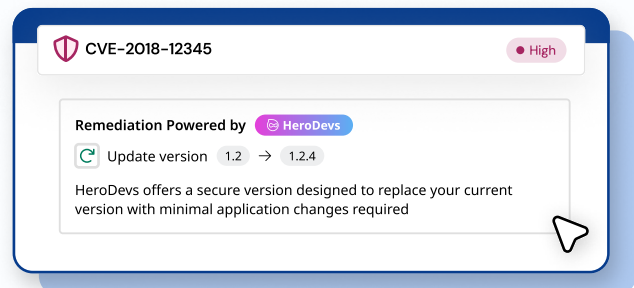 CVE-2018-12345
High
Remediation Powered by HeroDevs
Update version 1.2 → 1.2.4
HeroDevs offers a secure version designed to replace your current
version with minimal application changes required